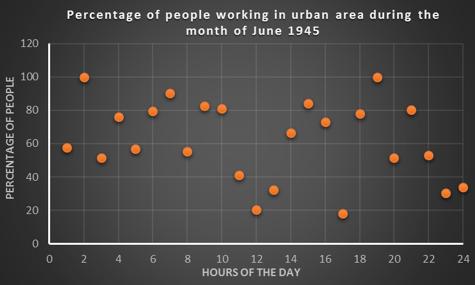 Percentage of people working in urban area during the
month of June 1945
PERCENTAGE OF PEOPLE
120
100
80
60
40
20
0
0 2 4 6 8 10 12 14 16 18 20 22 24
HOURS OF THE DAY